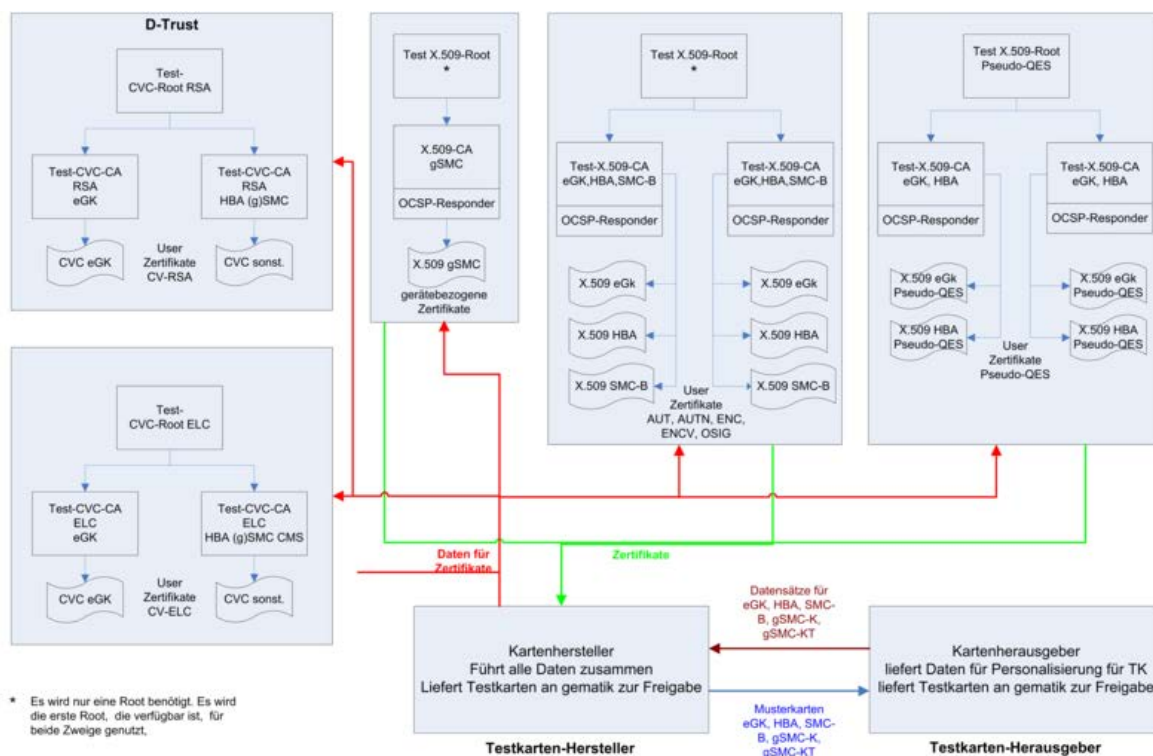 D-Trust
Test-
CVC-Root RSA
Test-CVC-CA
RSA
eGK
Test-CVC-CA
RSA
HBA (g)SMC
CVC eGK
User
Zertifikate
CV-RSA
CVC sonst.
Test-
CVC-Root ELC
Test-CVC-CA
ELC
eGK
Test-CVC-CA
ELC
HBA (g)SMC CMS
CVC eGK
User
Zertifikate
CV-ELC
CVC sonst.
Test X.509-Root
*
X.509-CA
gSMC
OCSP-Responder
X.509 gSMC
gerätebezogene
Zertifikate
Test X.509-Root
*
Test-X.509-CA
eGK,HBA,SMC-B
OCSP-Responder
Test-X.509-CA
eGK,HBA,SMC-B
OCSP-Responder
X.509 eGk
X.509 eGk
X.509 HBA
X.509 HBA
X.509 SMC-B
X.509 SMC-B
User
Zertifikate
AUT, AUTN, ENC,
ENCV, OSIG
Test X.509-Root
Pseudo-QES
Test-X.509-CA
eGK, HBA
OCSP-Responder
Test-X.509-CA
eGK, HBA
OCSP-Responder
X.509 eGk
Pseudo-QES
X.509 eGk
Pseudo-QES
X.509 HBA
Pseudo-QES
X.509 HBA
Pseudo-QES
User
Zertifikate
Pseudo-QES
Daten für
Zertifikate
Zertifikate
Datensätze für
eGK, HBA, SMC-
B, gSMC-K,
gSMC-KT
Kartenhersteller
Führt alle Daten zusammen
Liefert Testkarten an gematik zur Freigabe
Kartenherausgeber
liefert Daten für Personalisierung für TK
liefert Testkarten an gematik zur Freigabe
Musterkarten
eGK, HBA, SMC-
B, gSMC-K,
gSMC-KT
Testkarten-Hersteller
Testkarten-Herausgeber
* Es wird nur eine Root benötigt. Es wird
die erste Root, die verfügbar ist, für
beide Zweige genutzt,